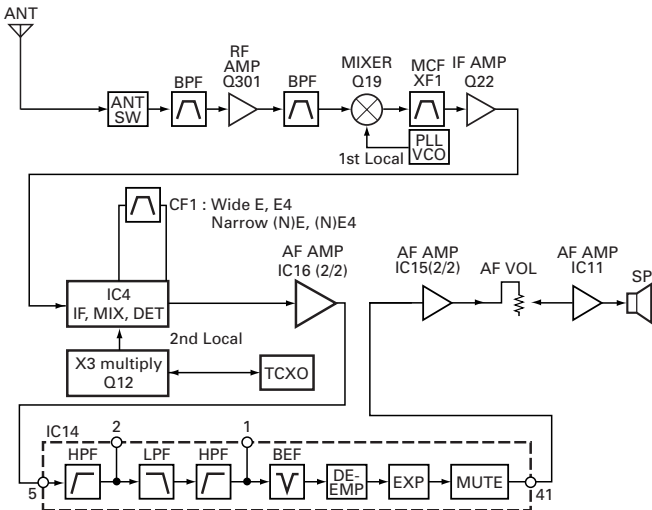 ANT
RF
AMP
Q301
BPF
BPF
MIXER
Q19
MCF
XF1
IF AMP
Q22
ANT
SW
1st Local
PLL
VCO
CF1 : Wide E, E4
Narrow (N)E, (N)E4
AF AMP
IC16 (2/2)
AF AMP
IC15(2/2)
AF VOL
AF AMP
IC11
SP
IC4
IF, MIX, DET
2nd Local
X3 multiply
Q12
TCXO
IC14
2
1
HPF
LPF
HPF
BEF
5
DE-
EMP
EXP
MUTE
41